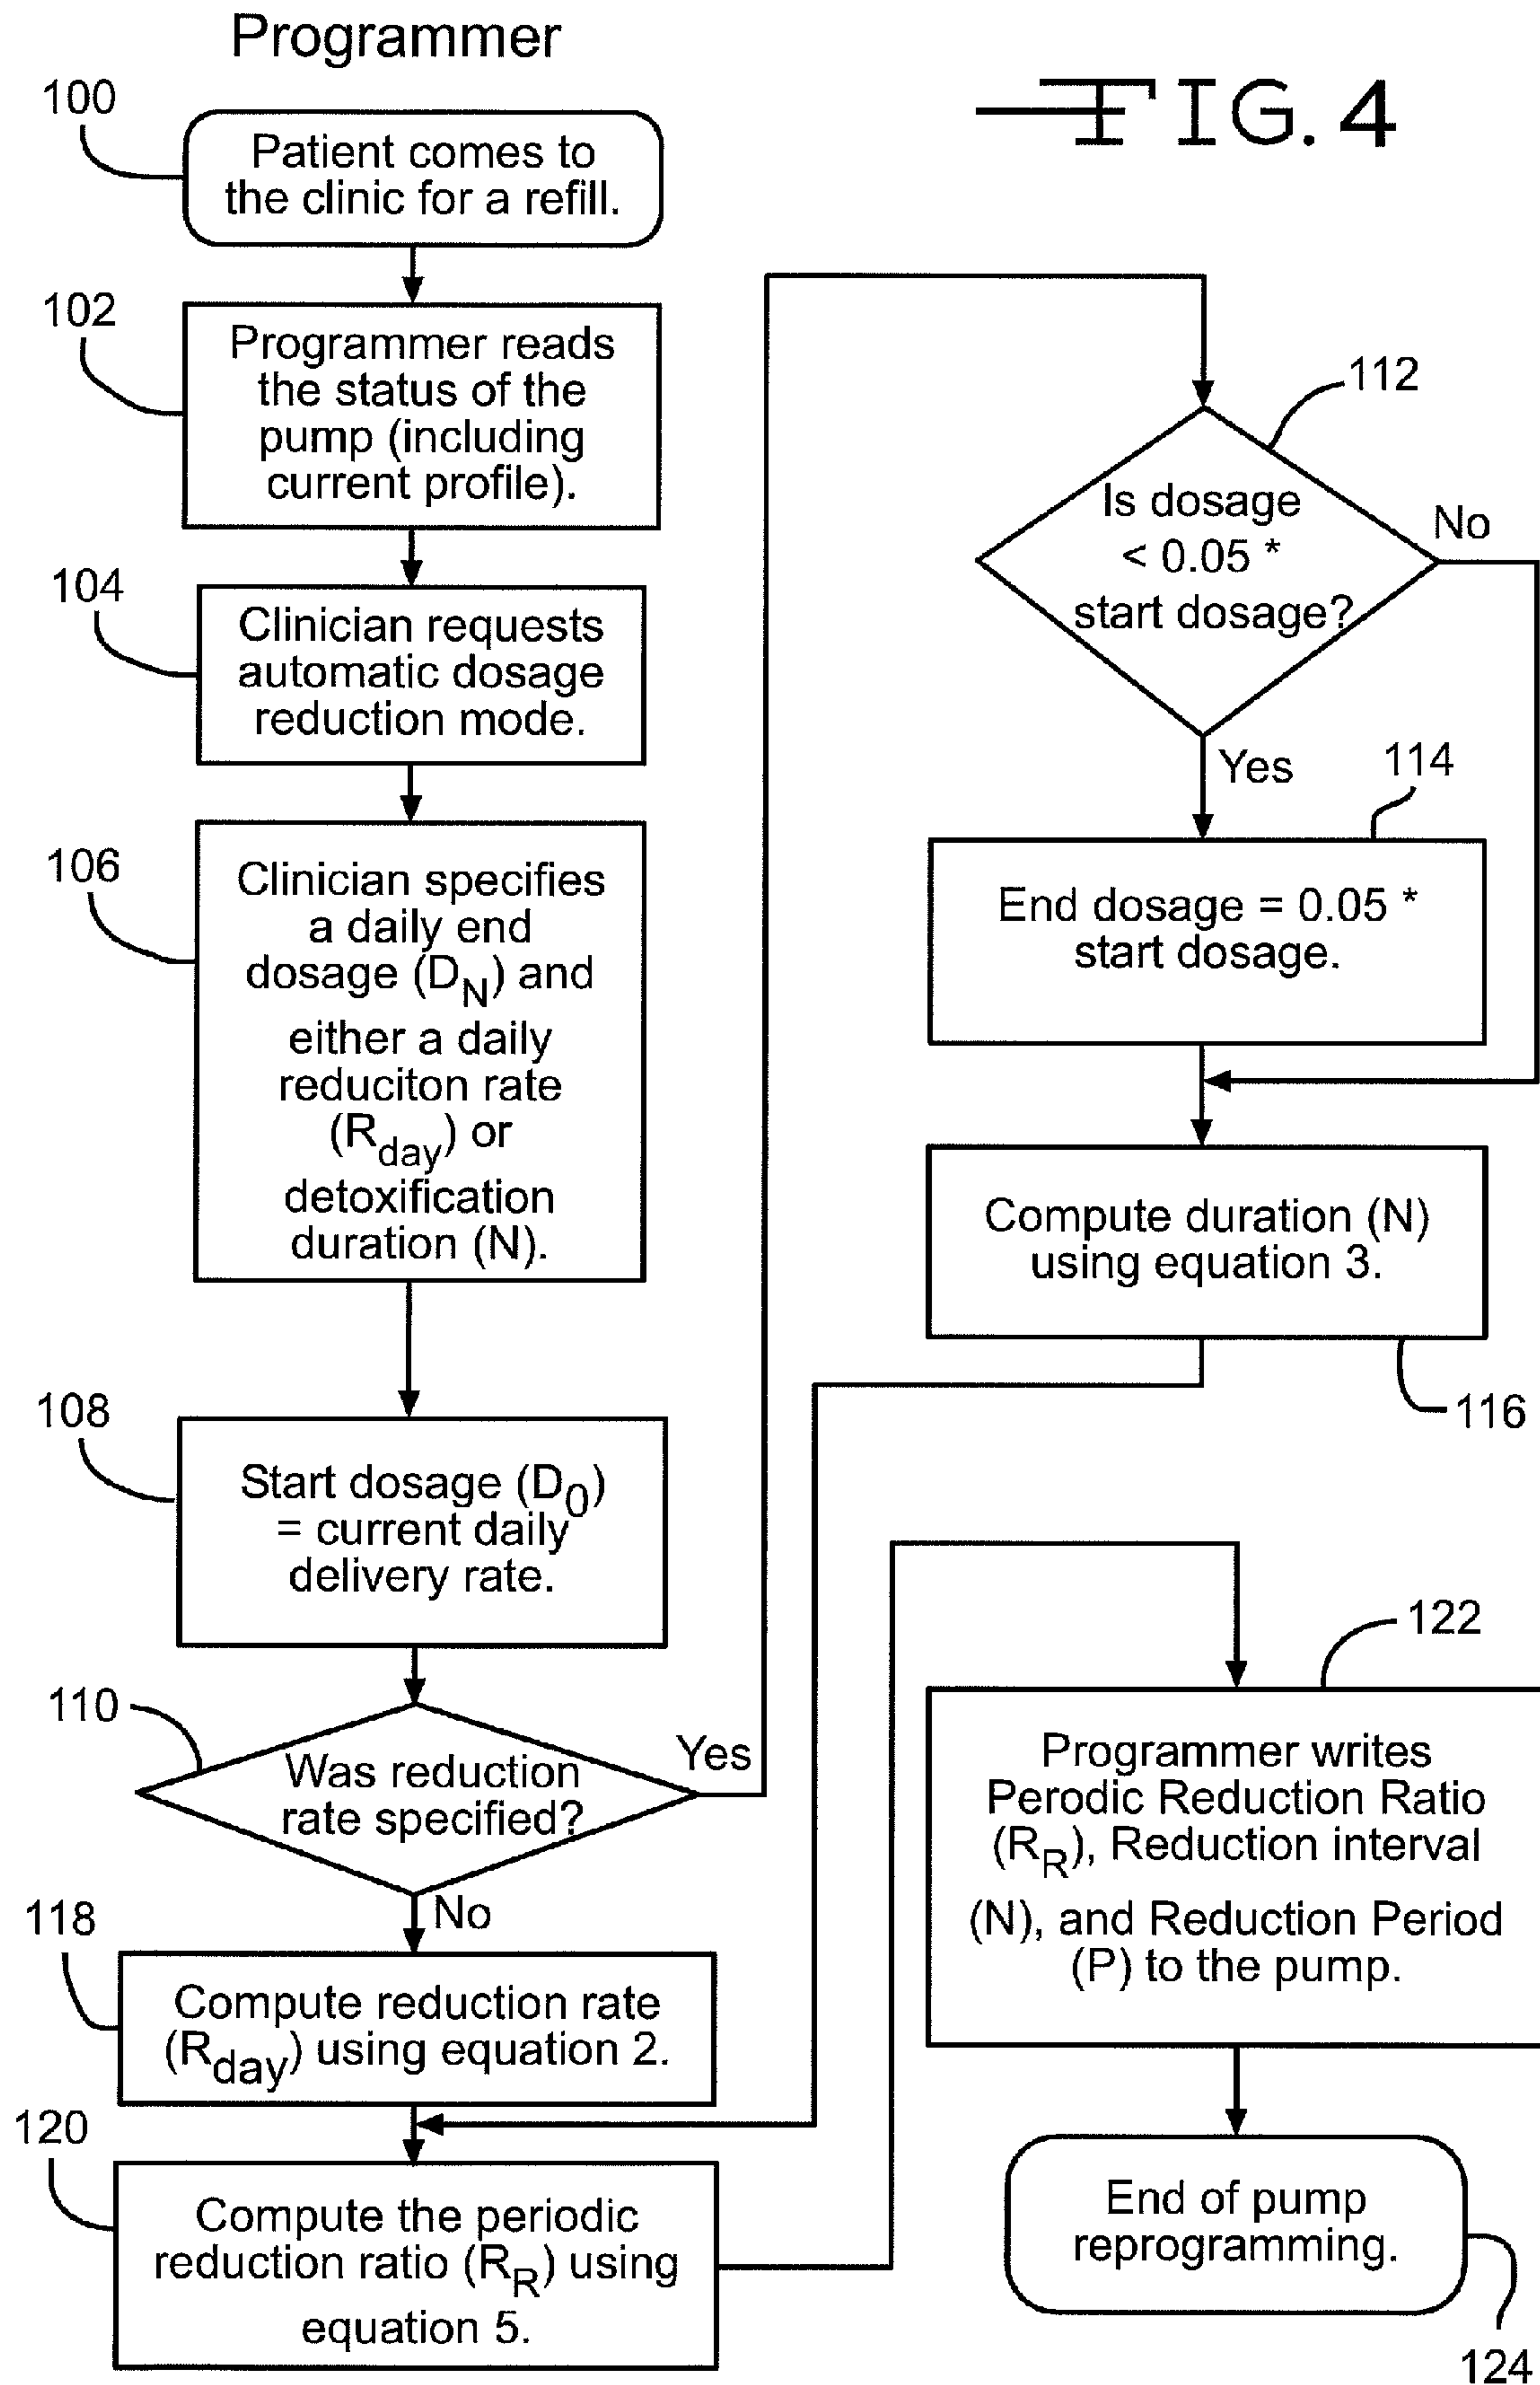 Programmer
FIG. 4
100
Patient comes to
the clinic for a refill.
102
Programmer reads
the status of the
pump (including
current profile).
104
Clinician requests
automatic dosage
reduction mode.
106
Clinician specifies
a daily end
dosage (D_N) and
either a daily
reduciton rate
(R_day) or
detoxification
duration (N).
108
Start dosage (D_0)
= current daily
delivery rate.
110
Was reduction
rate specified?
Yes
No
118
Compute reduction rate
(R_day) using equation 2.
120
Compute the periodic
reduction ratio (R_R) using
equation 5.
112
Is dosage
< 0.05 *
start dosage?
No
Yes
114
End dosage = 0.05 *
start dosage.
Compute duration (N)
using equation 3.
116
122
Programmer writes
Perodic Reduction Ratio
(R_R), Reduction interval
(N), and Reduction Period
(P) to the pump.
End of pump
reprogramming.
124